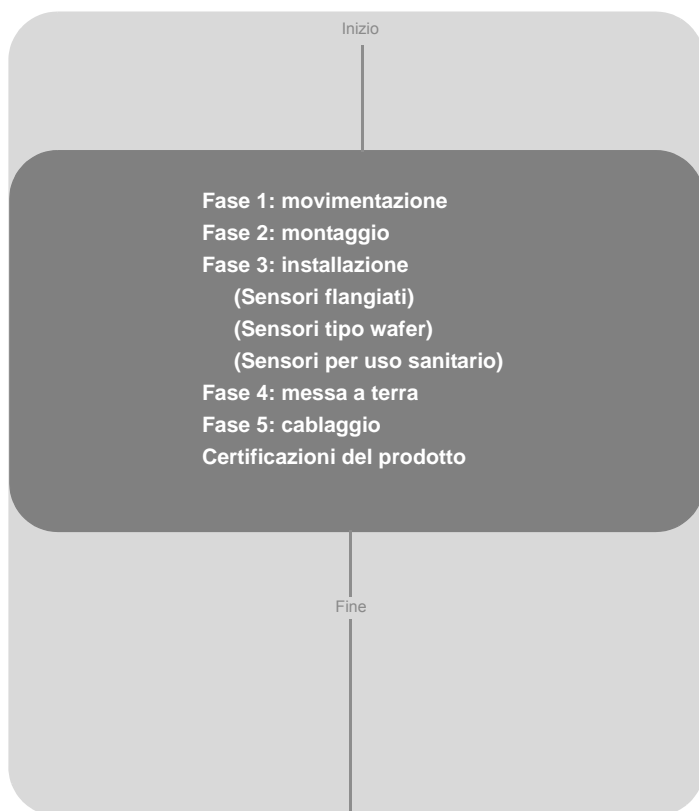 Inizio
Fase 1: movimentazione
Fase 2: montaggio
Fase 3: installazione
(Sensori flangiati)
(Sensori tipo wafer)
(Sensori per uso sanitario)
Fase 4: messa a terra
Fase 5: cablaggio
Certificazioni del prodotto
Fine